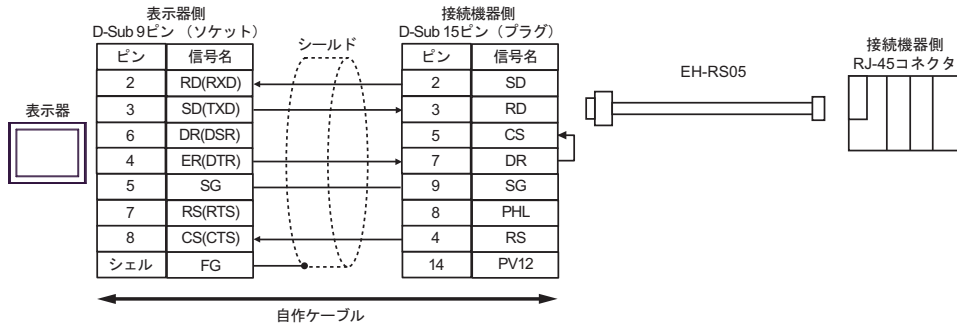 表示器側
D-Sub 9ピン （ソケット）
接続機器側
D-Sub 15ピン（プラグ）
シールド
ピン 信号名
2 RD(RXD)
3 SD(TXD)
6 DR(DSR)
4 ER(DTR)
5 SG
7 RS(RTS)
8 CS(CTS)
シェル FG
ピン 信号名
2 SD
3 RD
5 CS
7 DR
9 SG
8 PHL
4 RS
14 PV12
表示器
EH-RS05
接続機器側
RJ-45コネクタ
自作ケーブル